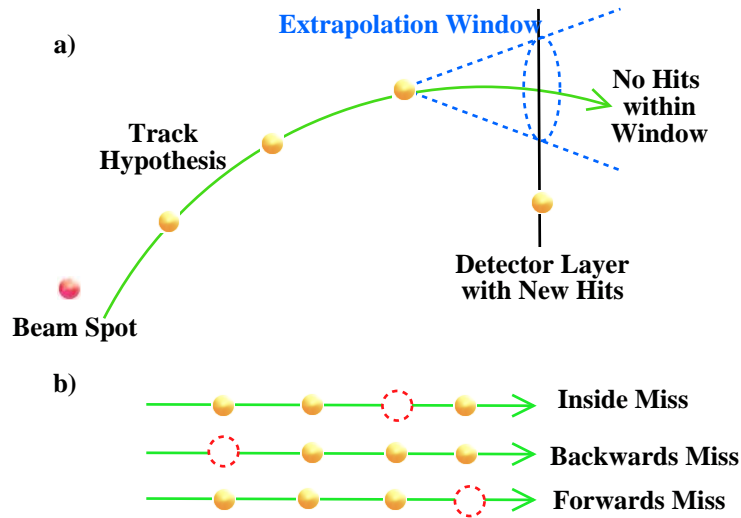 a)
Extrapolation Window
No Hits
within
Window
Track
Hypothesis
Detector Layer
with New Hits
Beam Spot
b)
Inside Miss
Backwards Miss
Forwards Miss